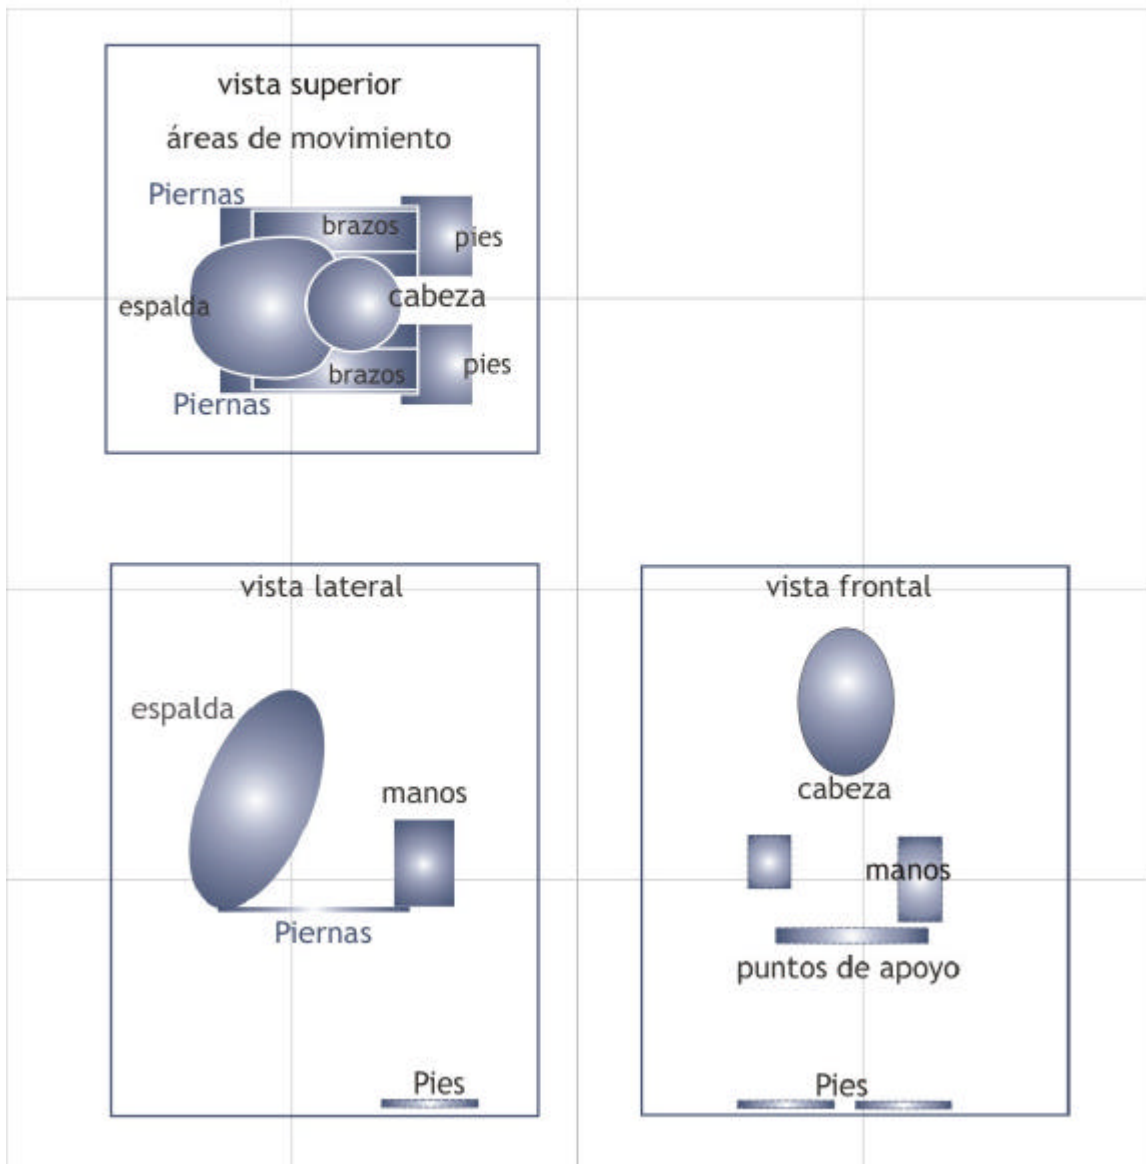 vista superior
áreas de movimiento
Piernas
brazos
pies
cabeza
espalda
pies
brazos
Piernas
vista lateral
espalda
manos
Piernas
Pies
vista frontal
cabeza
manos
puntos de apoyo
Pies